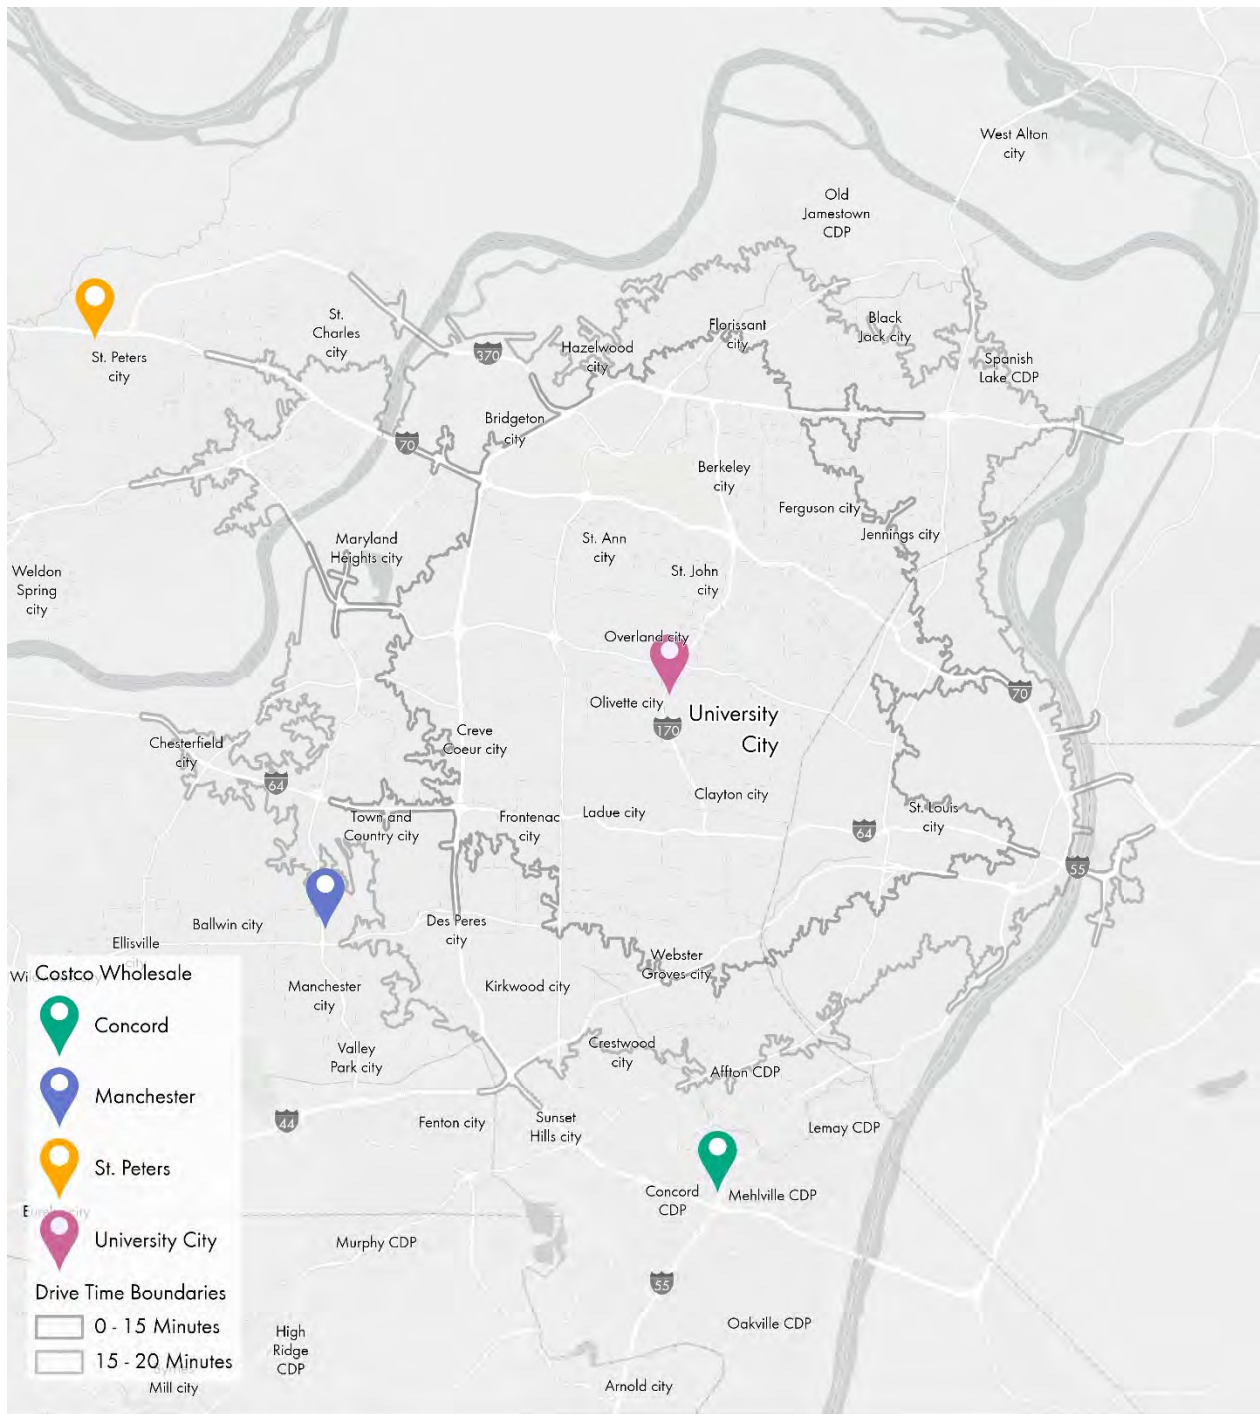 West Alton
city
Old
Jamestown
CDP
St.
Charles
city
Florissant
city
Black
Jack city
370
Hazelwood
city
St. Peters
city
Spanish
Lake CDP
Bridgeton
city
70
Berkeley
city
Ferguson city
Jennings city
Maryland
Heights city
St. Ann
city
St. John
city
Weldon
Spring
city
Overland city
Olivette city
University
City
170
70
Chesterfield
city
Creve
Coeur city
64
Clayton city
Town and
Country city
Frontenac
city
Ladue city
St. Louis
city
64
55
Ballwin city
Des Peres
city
Ellisville
city
Webster
Groves city
Manchester
city
Kirkwood city
Valley
Park city
Crestwood
city
Affton CDP
44
Fenton city
Sunset
Hills city
Lemay CDP
Concord
CDP
Mehlville CDP
Murphy CDP
55
Oakville CDP
High
Ridge
CDP
Mill city
Arnold city
Costco Wholesale
Concord
Manchester
St. Peters
University City
Drive Time Boundaries
0 - 15 Minutes
15 - 20 Minutes